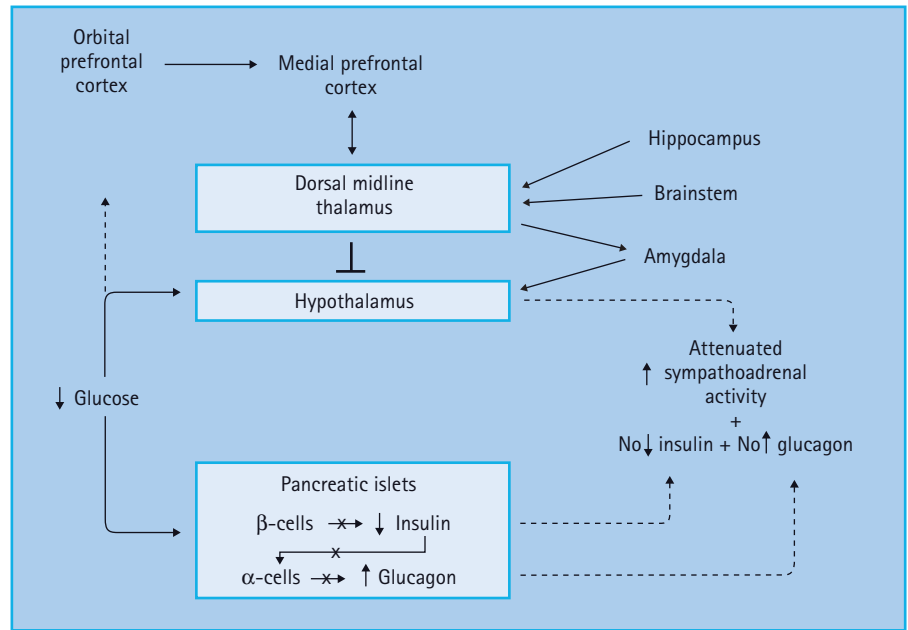 Orbital
prefrontal
cortex
Medial prefrontal
cortex
Hippocampus
Dorsal midline
thalamus
Brainstem
Amygdala
Hypothalamus
Attenuated
↑ sympathoadrenal
activity
+
↓ Glucose
No↓ insulin + No↑ glucagon
Pancreatic islets
β-cells x ↓ Insulin
x
α-cells x ↑ Glucagon